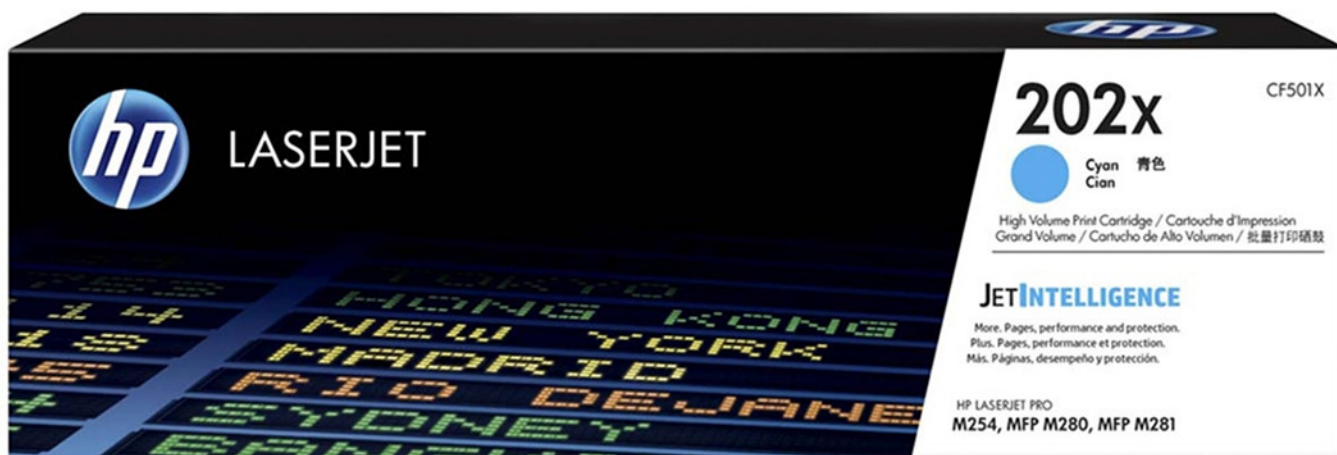 hp
hp
LASERJET
202x
CF501X
Cyan 青色
Cian
High Volume Print Cartridge / Cartouche d'Impression
Grand Volume / Cartucho de Alto Volumen / 批量打印硒鼓
JETINTELLIGENCE
More. Pages, performance and protection.
Plus. Pages, performance et protection.
Más. Páginas, desempeño y protección.
HP LASERJET PRO
M254, MFP M280, MFP M281
TOKYO
HONG KONG
14 NEW YORK
18 MADRID
RIO DEJANE
SYDNEY